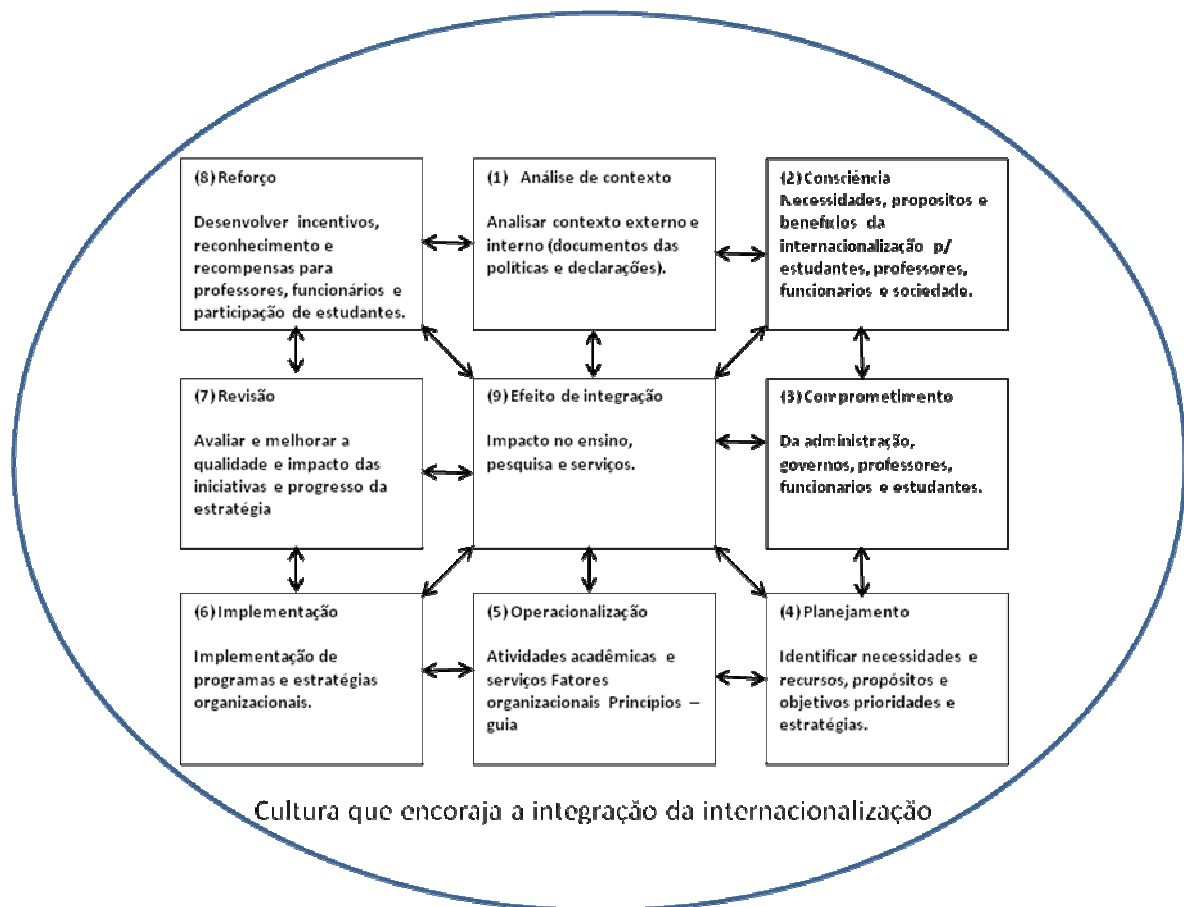 (8) Reforço
Desenvolver incentivos,
reconhecimento e
recompensas para
professores, funcionários e
participação de estudantes.
(1) Análise de contexto
Analisar contexto externo e
interno (documentos das
políticas e declarações).
(2) Consciência
Necessidades, propositos e
beneficios da
internacionalização p/
estudantes, professores,
funcionarios e sociedade.
(7) Revisão
Avaliar e melhorar a
qualidade e impacto das
iniciativas e progresso da
estratégia
(9) Efeito de integração
Impacto no ensino,
pesquisa e serviços.
(3) Comprometimento
Da administração,
governos, professores,
funcionarios e estudantes.
(6) Implementação
Implementação de
programas e estratégias
organizacionais.
(5) Operacionalização
Atividades acadêmicas e
serviços Fatores
organizacionais Princípios –
guia
(4) Planejamento
Identificar necessidades e
recursos, propósitos e
objetivos prioridades e
estratégias.
Cultura que encoraja a integração da internacionalização